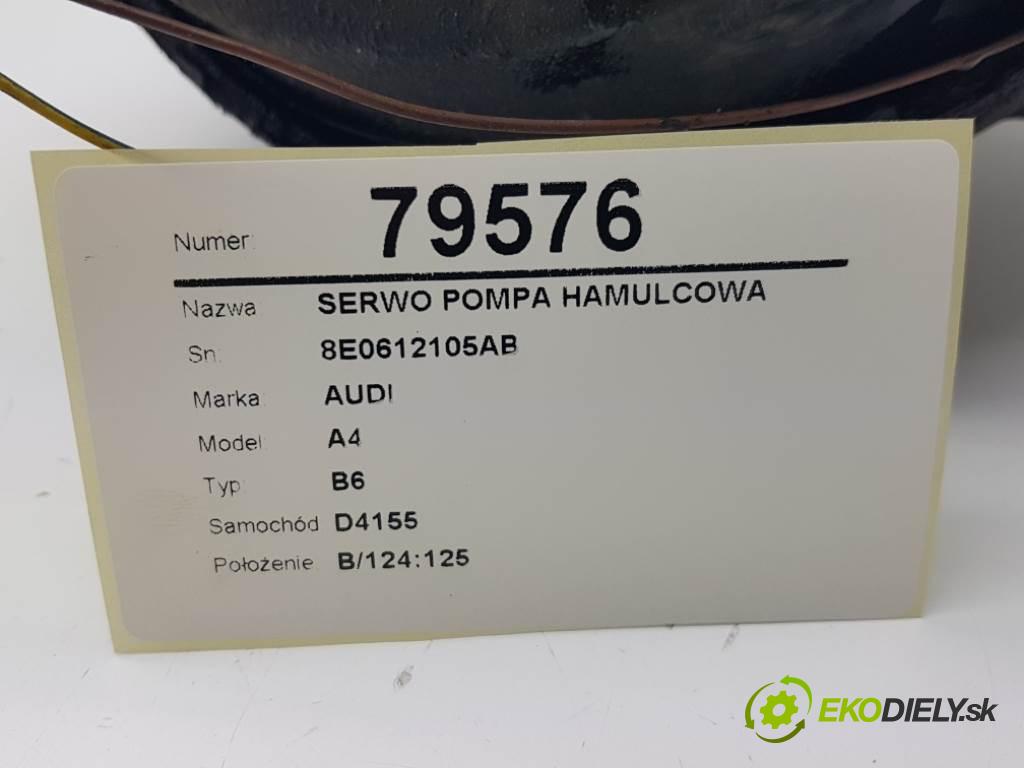 Numer: 79576
Nazwa SERWO POMPA HAMULCOWA
Sn: 8E0612105AB
Marka: AUDI
Model: A4
Typ: B6
Samochód D4155
Położenie: B/124:125
EKODIELY.sk